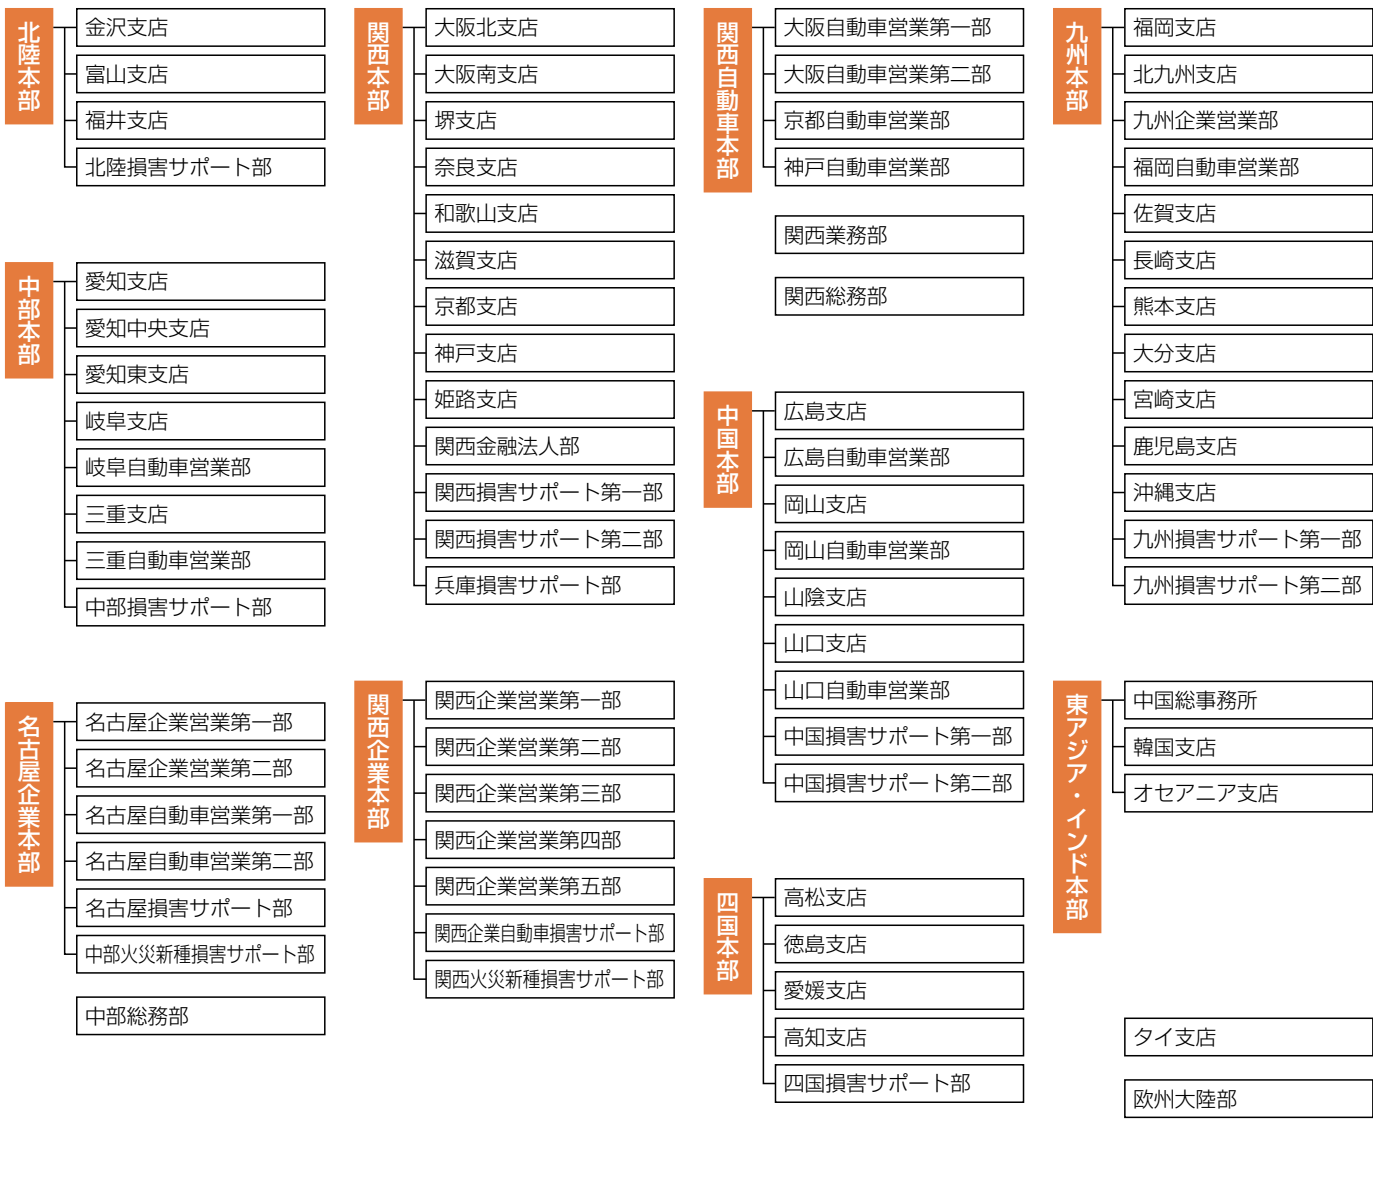 北陸本部
金沢支店
富山支店
福井支店
北陸損害サポート部
中部本部
愛知支店
愛知中央支店
愛知東支店
岐阜支店
岐阜自動車営業部
三重支店
三重自動車営業部
中部損害サポート部
名古屋企業本部
名古屋企業営業第一部
名古屋企業営業第二部
名古屋自動車営業第一部
名古屋自動車営業第二部
名古屋損害サポート部
中部火災新種損害サポート部
中部総務部
関西本部
大阪北支店
大阪南支店
堺支店
奈良支店
和歌山支店
滋賀支店
京都支店
神戸支店
姫路支店
関西金融法人部
関西損害サポート第一部
関西損害サポート第二部
兵庫損害サポート部
関西企業本部
関西企業営業第一部
関西企業営業第二部
関西企業営業第三部
関西企業営業第四部
関西企業営業第五部
関西企業自動車損害サポート部
関西火災新種損害サポート部
関西自動車本部
大阪自動車営業第一部
大阪自動車営業第二部
京都自動車営業部
神戸自動車営業部
関西業務部
関西総務部
中国本部
広島支店
広島自動車営業部
岡山支店
岡山自動車営業部
山陰支店
山口支店
山口自動車営業部
中国損害サポート第一部
中国損害サポート第二部
四国本部
高松支店
徳島支店
愛媛支店
高知支店
四国損害サポート部
九州本部
福岡支店
北九州支店
九州企業営業部
福岡自動車営業部
佐賀支店
長崎支店
熊本支店
大分支店
宮崎支店
鹿児島支店
沖縄支店
九州損害サポート第一部
九州損害サポート第二部
東アジア・インド本部
中国総事務所
韓国支店
オセアニア支店
タイ支店
欧州大陸部